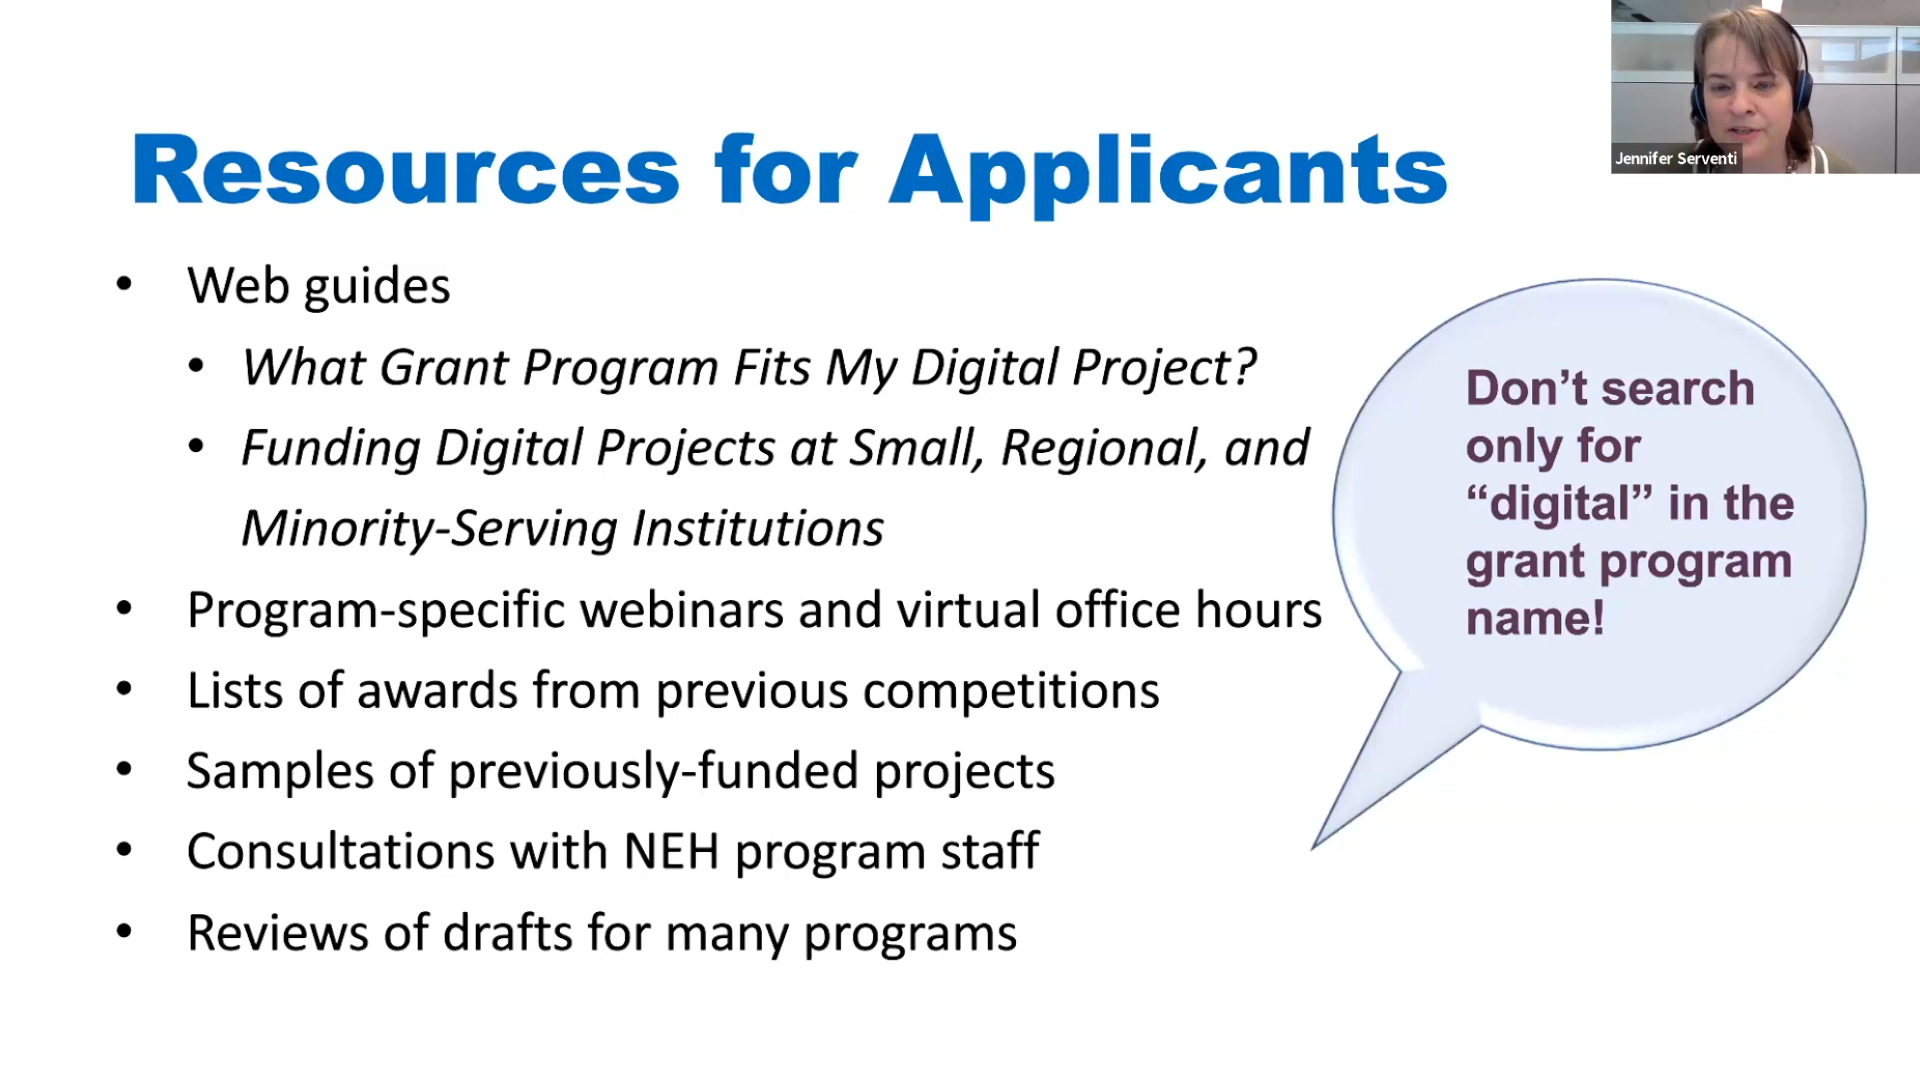 Resources for Applicants
Jennifer Serventi
• Web guides
• What Grant Program Fits My Digital Project?
• Funding Digital Projects at Small, Regional, and
Minority-Serving Institutions
• Program-specific webinars and virtual office hours
• Lists of awards from previous competitions
• Samples of previously-funded projects
• Consultations with NEH program staff
• Reviews of drafts for many programs
Don’t search
only for
“digital” in the
grant program
name!